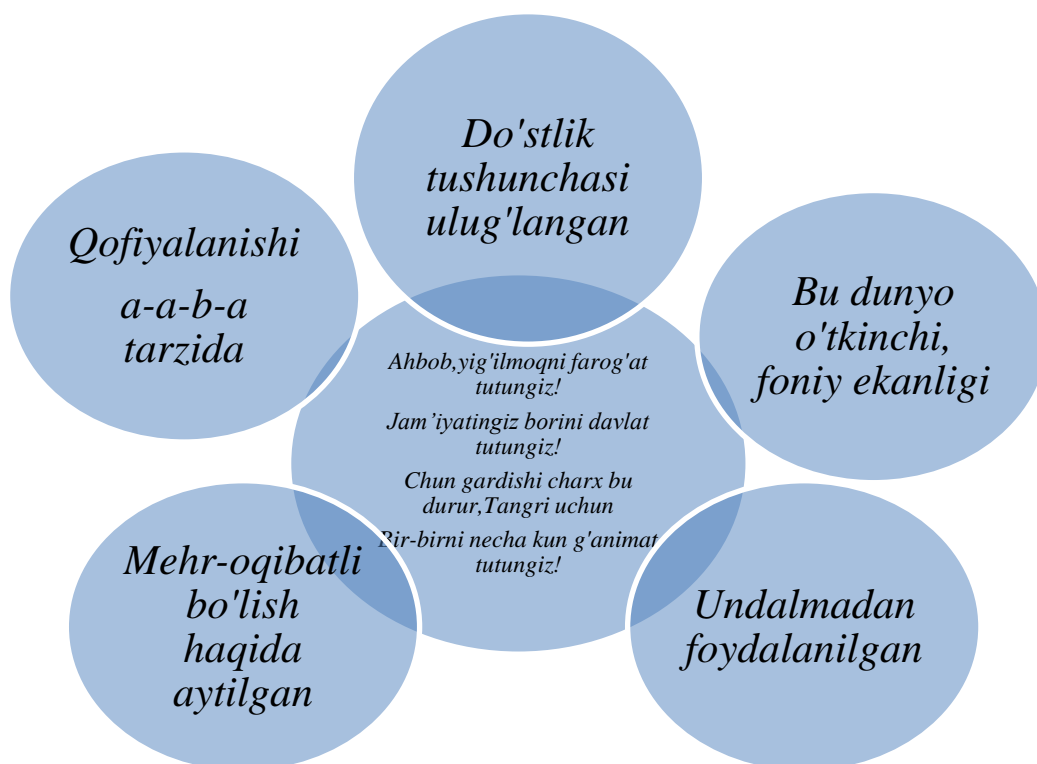 Do'stlik
tushunchasi
ulug'langan
Qofiyalanishi
a-a-b-a
tarzida
Bu dunyo
o'tkinchi,
foniy ekanligi
Ahbob,yig'ilmoqni farog'at
tutungiz!
Jam’iyatingiz borini davlat
tutungiz!
Chun gardishi charx bu
durur,Tangri uchun
Bir-birni necha kun g'animat
tutungiz!
Mehr-oqibatli
bo'lish
haqida
aytilgan
Undalmadan
foydalanilgan